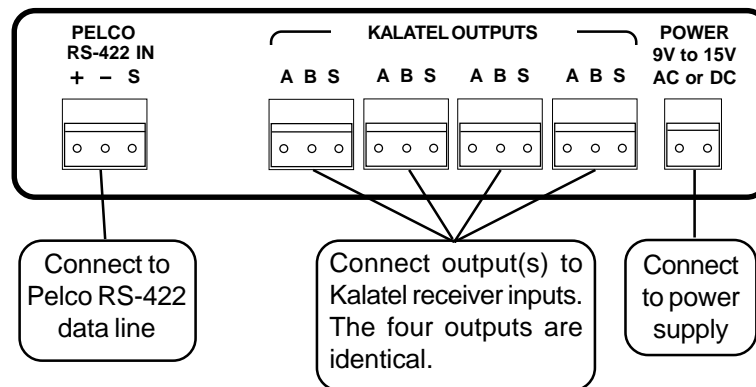 PELCO
RS-422 IN
+ – S
KALATEL OUTPUTS
A B S A B S A B S A B S
POWER
9V to 15V
AC or DC
Connect to
Pelco RS-422
data line
Connect output(s) to
Kalatel receiver inputs.
The four outputs are
identical.
Connect
to power
supply